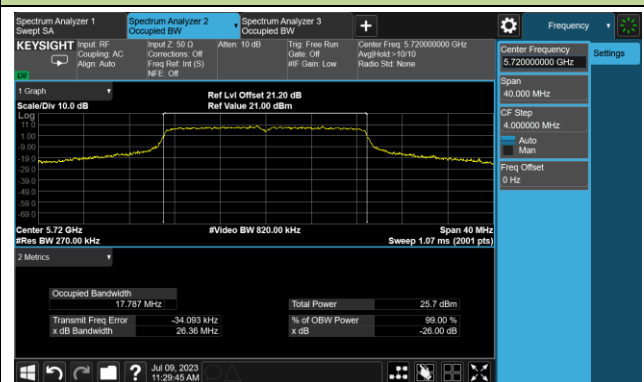 Spectrum Analyzer 1
Swept SA
Spectrum Analyzer 2
Occupied BW
Spectrum Analyzer 3
Occupied BW
+
Frequency
KEYSIGHT
Input: RF
Coupling: AC
Align: Auto
Input Z: 50 Ω
Corrections: Off
Freq Ref: Int (S)
NFE: Off
Atten: 10 dB
Trig: Free Run
Gate: Off
#IF Gain: Low
Center Freq: 5.720000000 GHz
Avg|Hold:>10/10
Radio Std: None
Center Frequency
5.720000000 GHz
Settings
Span
40.000 MHz
CF Step
4.000000 MHz
Auto
Man
Freq Offset
0 Hz
1 Graph
Scale/Div 10.0 dB
Ref Lvl Offset 21.20 dB
Ref Value 21.00 dBm
Log
11.0
1.00
-9.00
-19.0
-29.0
-39.0
-49.0
-59.0
-69.0
Center 5.72 GHz
#Video BW 820.00 kHz
Span 40 MHz
#Res BW 270.00 kHz
Sweep 1.07 ms (2001 pts)
2 Metrics
Occupied Bandwidth
17.787 MHz
Total Power 25.7 dBm
Transmit Freq Error -34.093 kHz
% of OBW Power 99.00 %
x dB Bandwidth 26.36 MHz
x dB -26.00 dB
?
Jul 09, 2023
11:29:45 AM